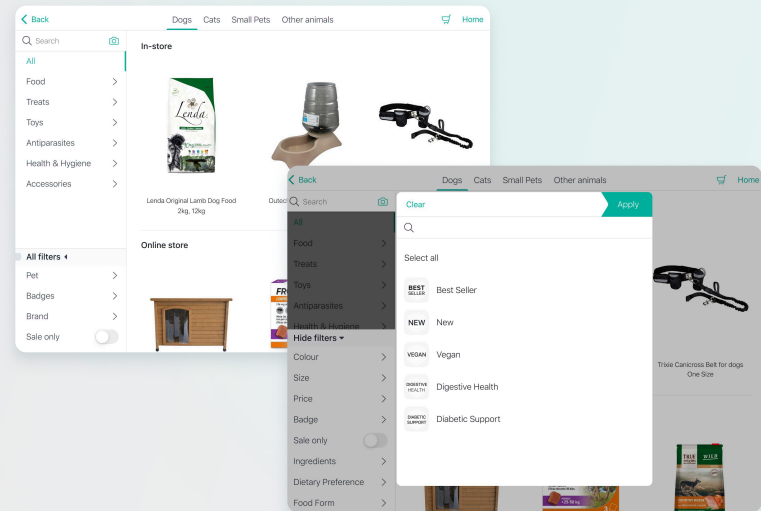 Back
Dogs Cats Small Pets Other animals
Home
Search
All
Food
Treats
Toys
Antiparasites
Health & Hygiene
Accessories
All filters
Pet
Badges
Brand
Sale only
In-store
Lenda
Lenda Original Lamb Dog Food
2kg, 12kg
Online store
Back
Dogs Cats Small Pets Other animals
Home
Search
All
Food
Treats
Toys
Antiparasites
Health & Hygiene
Hide filters
Colour
Size
Price
Badge
Sale only
Ingredients
Dietary Preference
Food Form
Clear
Apply
Select all
BEST
SELLER
Best Seller
NEW
New
VEGAN
Vegan
DIGESTIVE
HEALTH
Digestive Health
DIABETIC
SUPPORT
Diabetic Support
Trixie Canicross Belt for dogs
One Size
TRUE
WILD